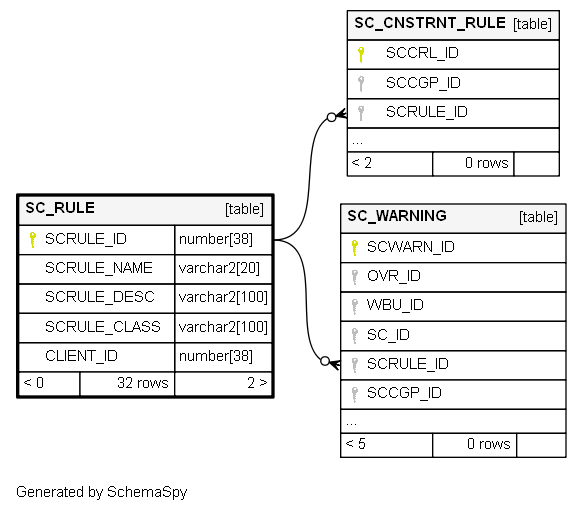 SC_CNSTRNT_RULE [table]
SCCRL_ID
SCCGP_ID
SCRULE_ID
...
< 2 0 rows
SC_RULE [table]
SCRULE_ID number[38]
SCRULE_NAME varchar2[20]
SCRULE_DESC varchar2[100]
SCRULE_CLASS varchar2[100]
CLIENT_ID number[38]
< 0 32 rows 2 >
SC_WARNING [table]
SCWARN_ID
OVR_ID
WBU_ID
SC_ID
SCRULE_ID
SCCGP_ID
...
< 5 0 rows
Generated by SchemaSpy